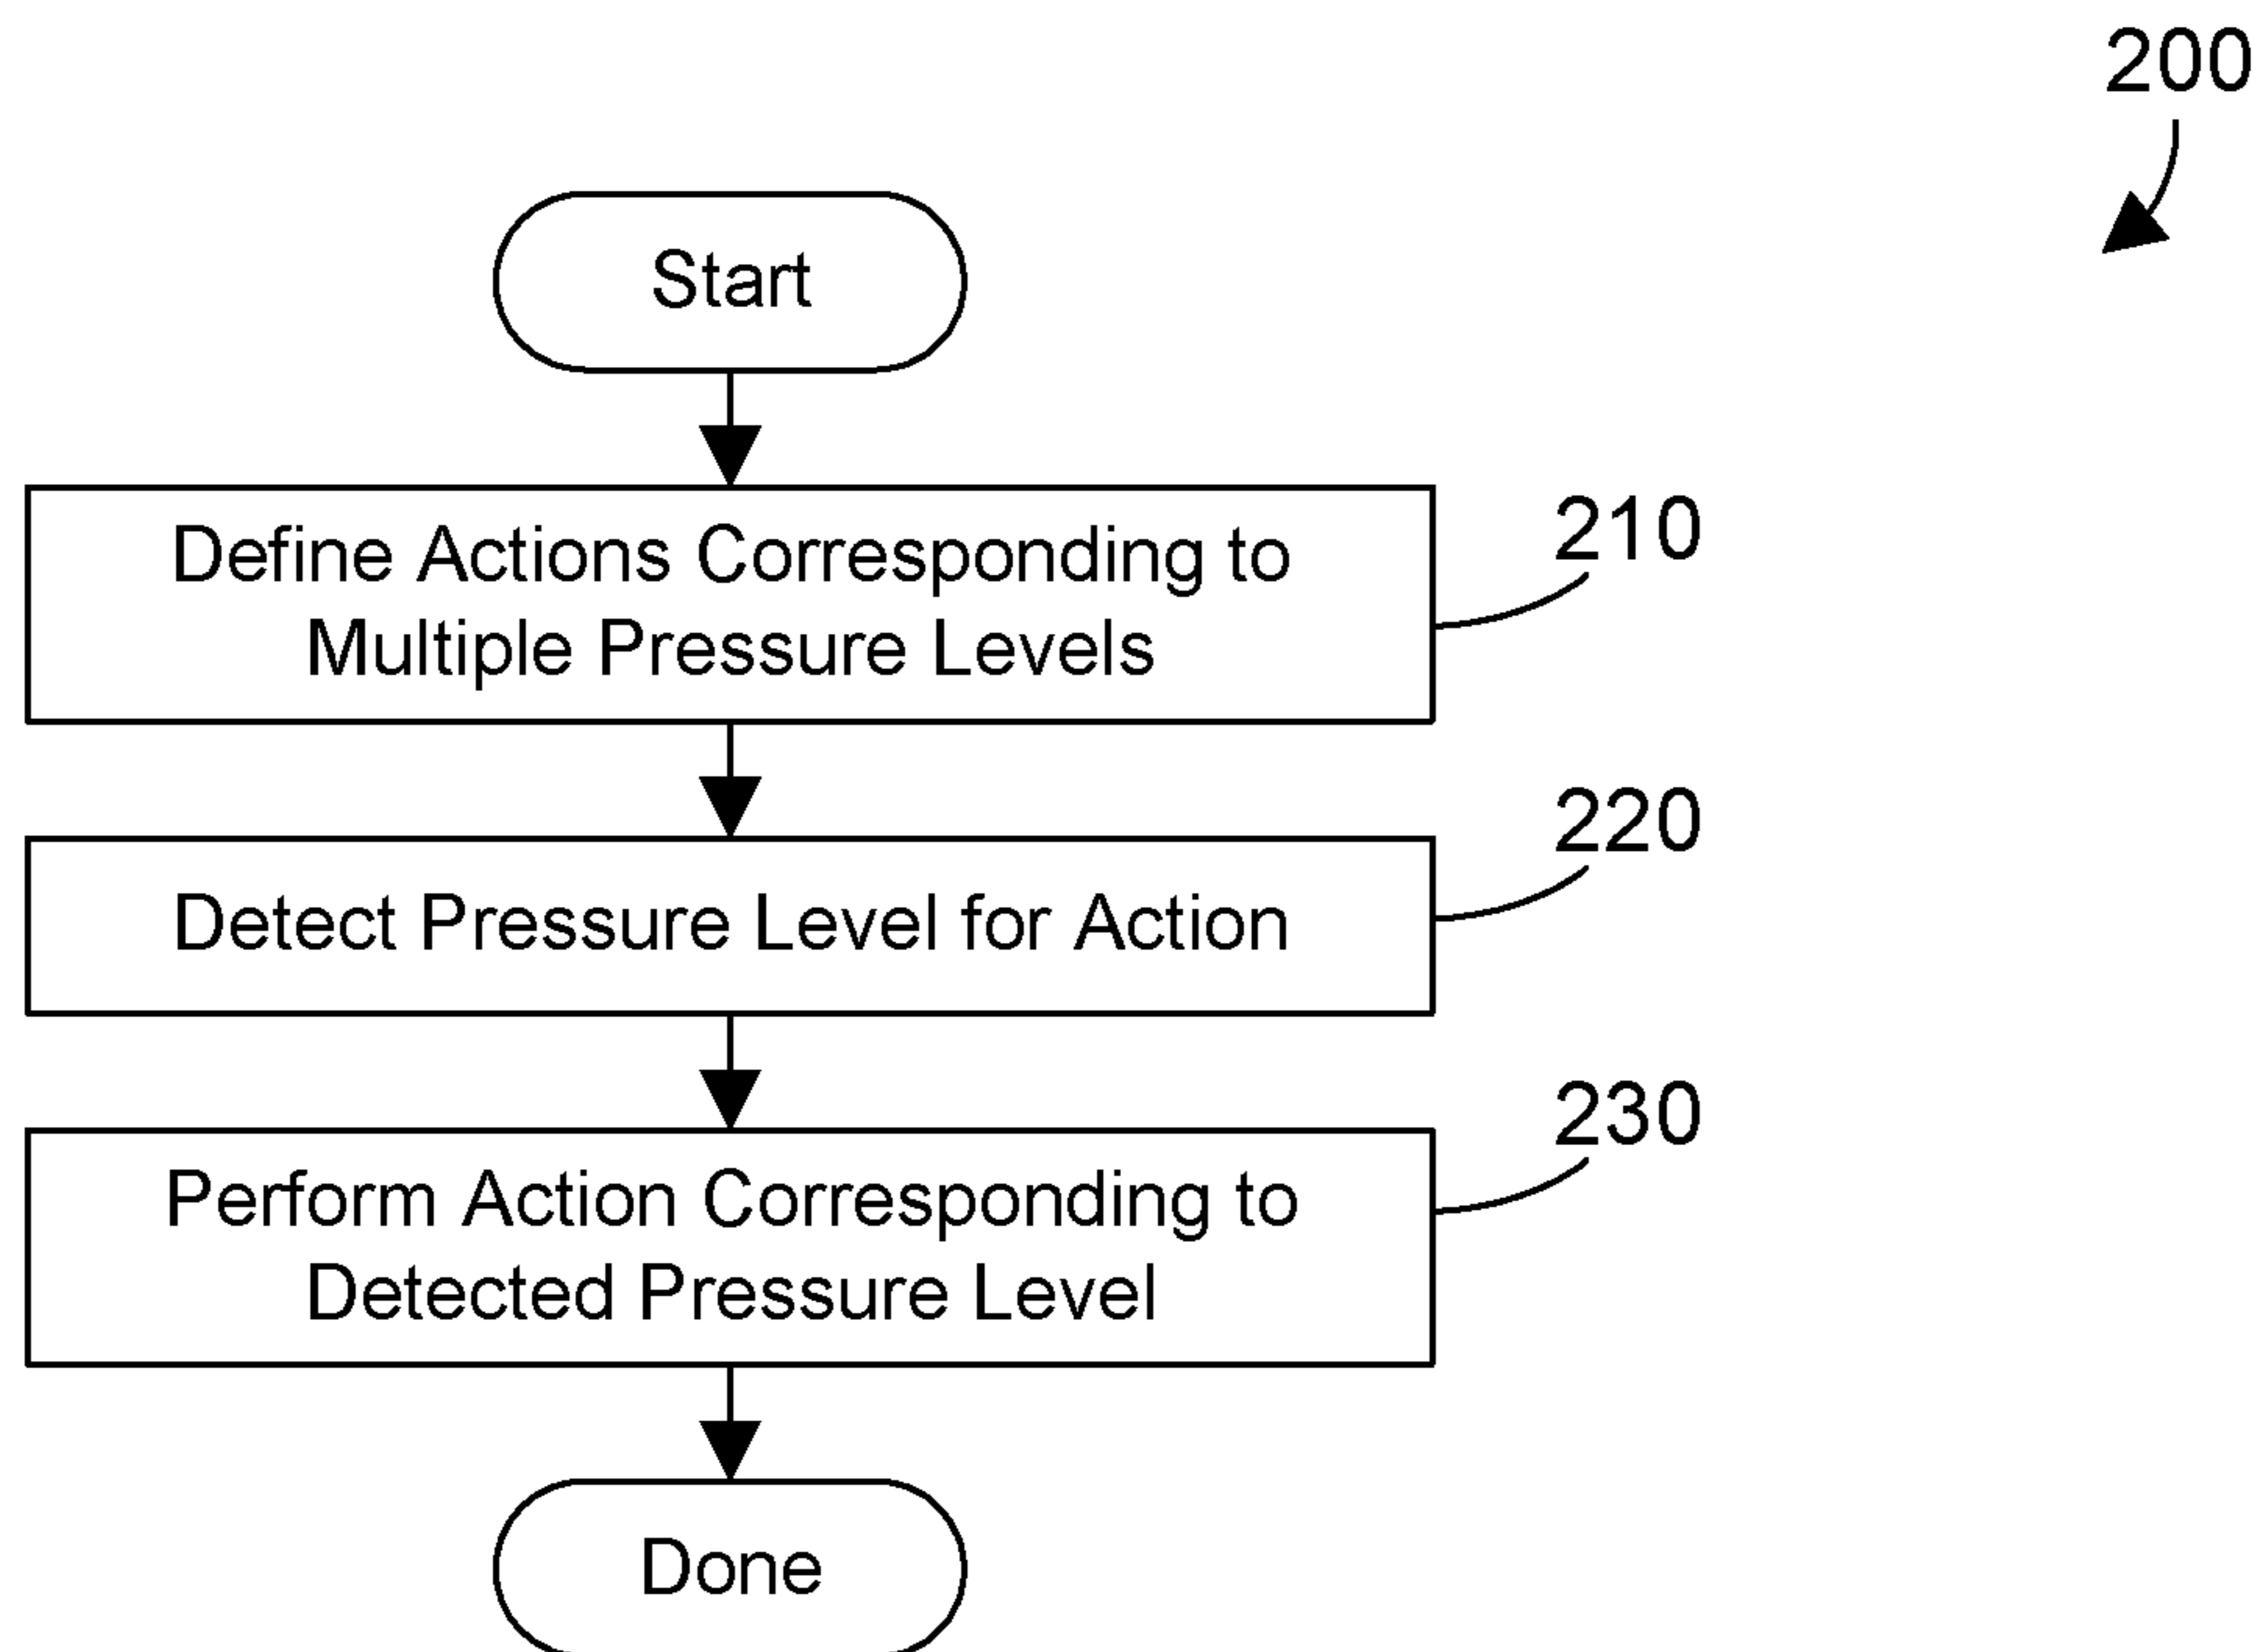 200
Start
Define Actions Corresponding to
Multiple Pressure Levels
210
Detect Pressure Level for Action
220
Perform Action Corresponding to
Detected Pressure Level
230
Done